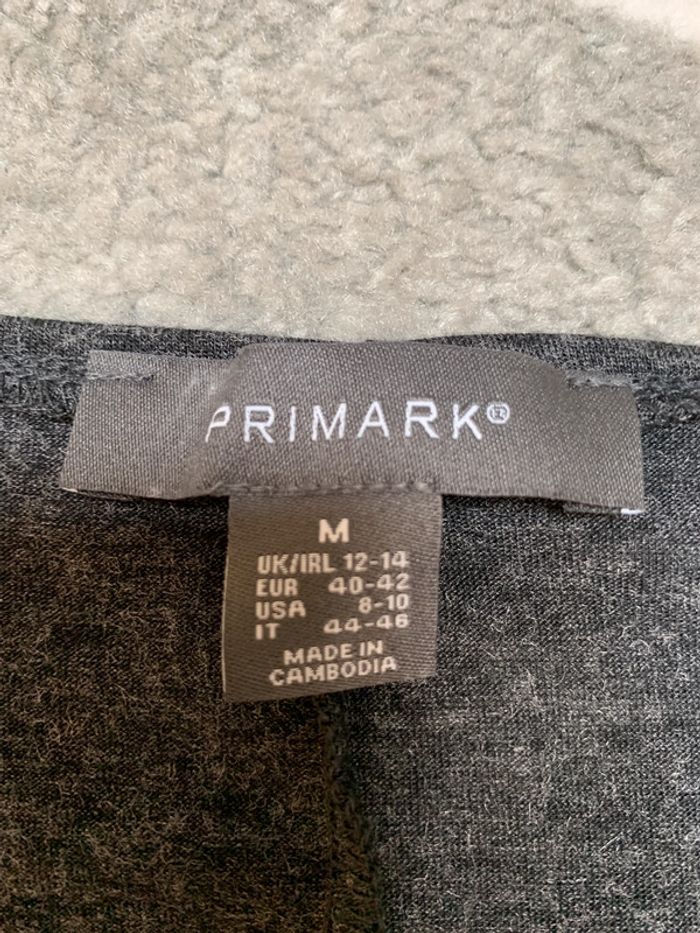 PRIMARK®
M
UK/IRL 12-14
EUR 40-42
USA 8-10
IT 44-46
MADE IN
CAMBODIA